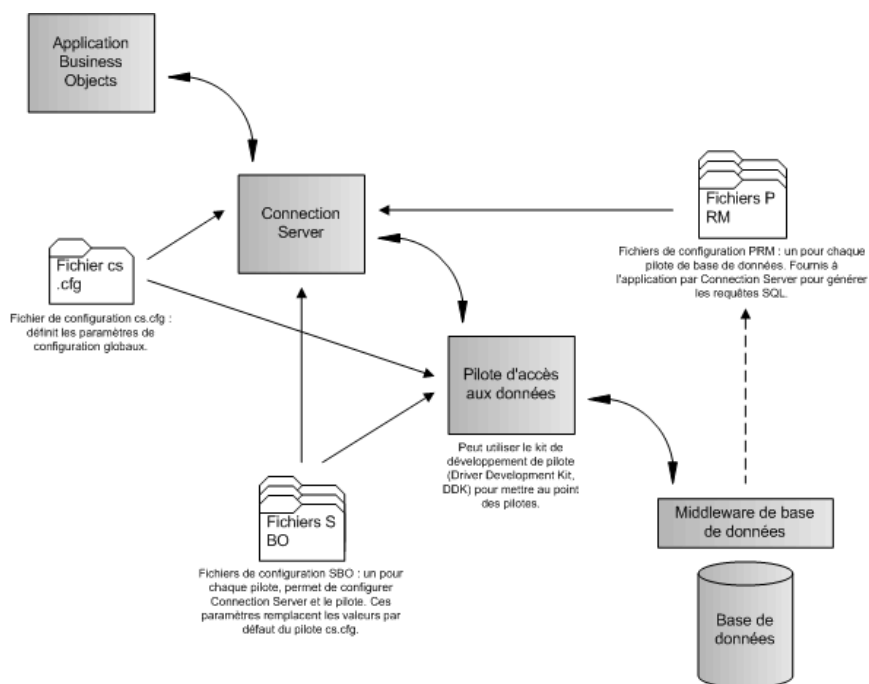 Application
Business
Objects
Connection
Server
Fichiers P
RM
Fichiers de configuration PRM : un pour chaque
pilote de base de données. Fournis à
l'application par Connection Server pour générer
les requêtes SQL.
Fichier cs
.cfg
Fichier de configuration cs.cfg :
définit les paramètres de
configuration globaux.
Pilote d'accès
aux données
Peut utiliser le kit de
développement de pilote
(Driver Development Kit,
DDK) pour mettre au point
des pilotes.
Fichiers S
BO
Fichiers de configuration SBO : un pour
chaque pilote, permet de configurer
Connection Server et le pilote. Ces
paramètres remplacent les valeurs par
défaut du pilote cs.cfg.
Middleware de base
de données
Base de
données